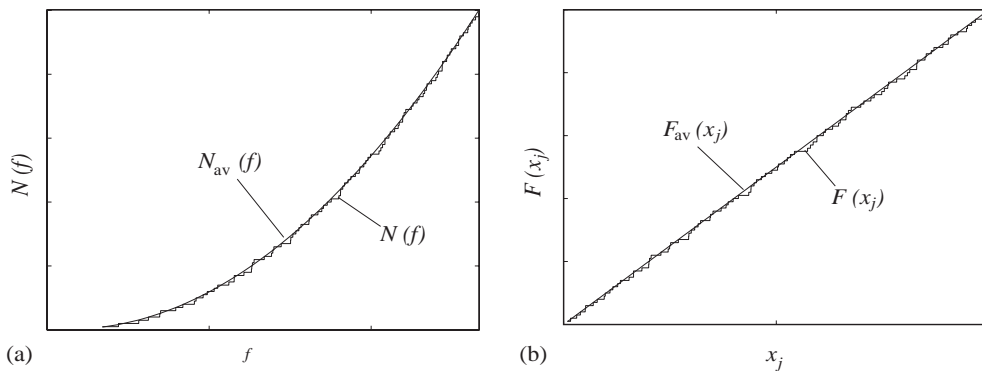 N (f)
N_av (f)
N (f)
(a)
f
F (x_j)
F_av (x_j)
F (x_j)
(b)
x_j